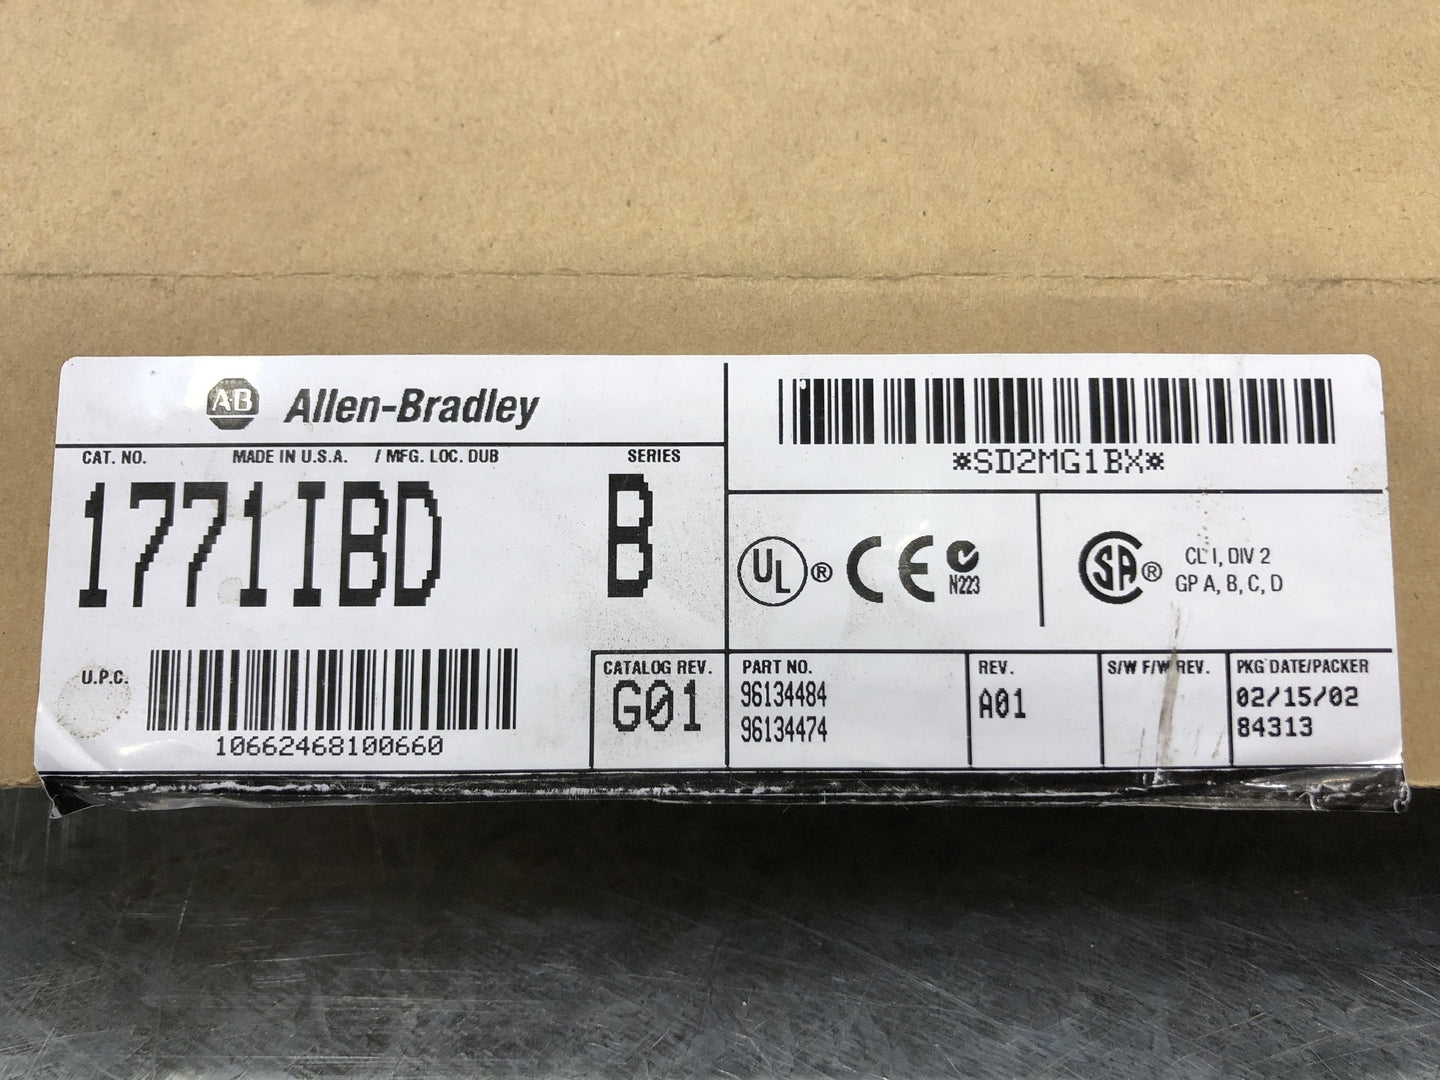 AB Allen-Bradley
CAT. NO. MADE IN U.S.A. / MFG. LOC. DUB SERIES
1771IBD B
U.P.C.
10662468100660
CATALOG REV.
G01
*SD2MG1BX*
UL ® CE N223
CSA ® CL I, DIV 2
GP A, B, C, D
PART NO.
96134484
96134474
REV.
A01
S/W F/W REV.
PKG DATE/PACKER
02/15/02
84313